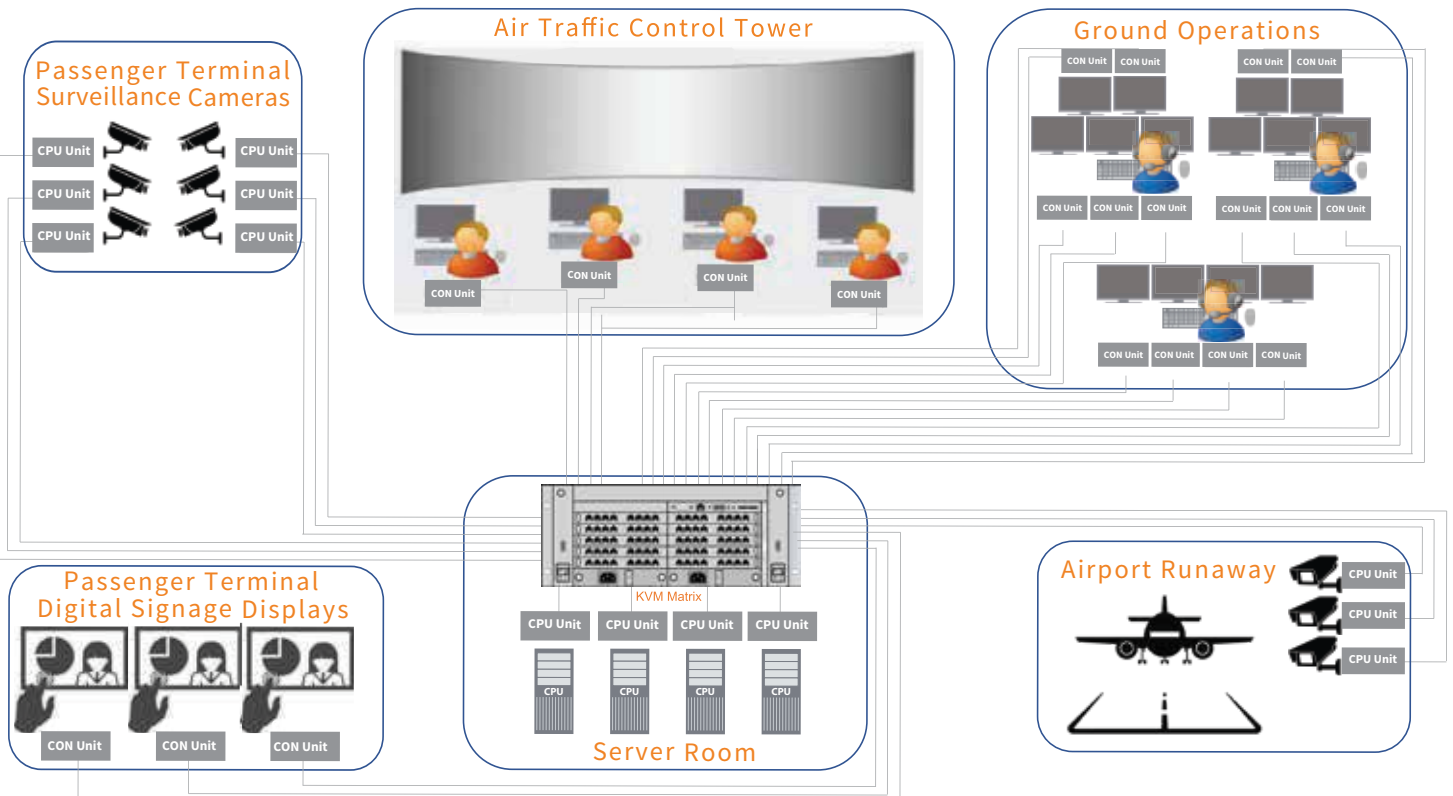 Passenger Terminal
Surveillance Cameras
CPU Unit
CPU Unit
CPU Unit
CPU Unit
CPU Unit
CPU Unit
Air Traffic Control Tower
CON Unit
CON Unit
CON Unit
CON Unit
Ground Operations
CON Unit
CON Unit
CON Unit
CON Unit
CON Unit
CON Unit
CON Unit
CON Unit
CON Unit
CON Unit
CON Unit
CON Unit
CON Unit
CON Unit
Passenger Terminal
Digital Signage Displays
CON Unit
CON Unit
CON Unit
KVM Matrix
CPU Unit
CPU Unit
CPU Unit
CPU Unit
CPU
CPU
CPU
CPU
Server Room
Airport Runaway
CPU Unit
CPU Unit
CPU Unit